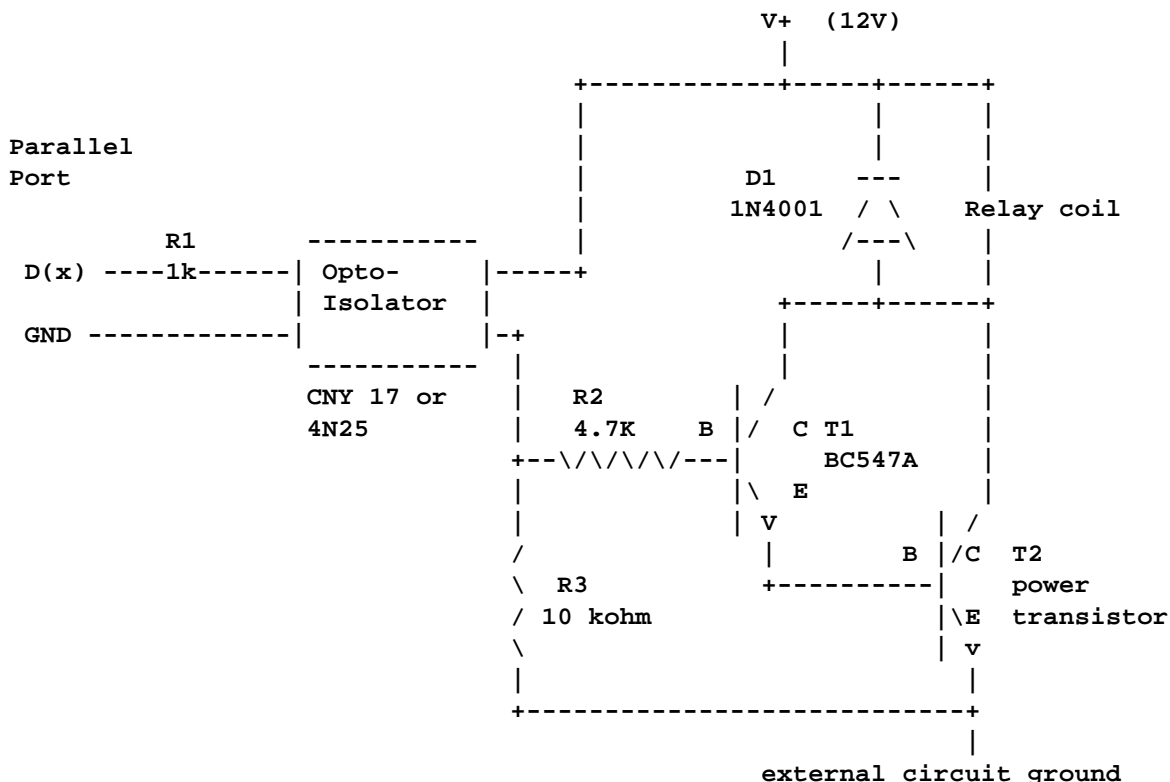 V+ (12V)
Parallel
Port
D1
1N4001
Relay coil
R1
D(x) 1k
Opto-
Isolator
GND
CNY 17 or
4N25
R2
4.7K
B
C T1
BC547A
E
B
C T2
power
transistor
E
R3
10 kohm
external circuit ground